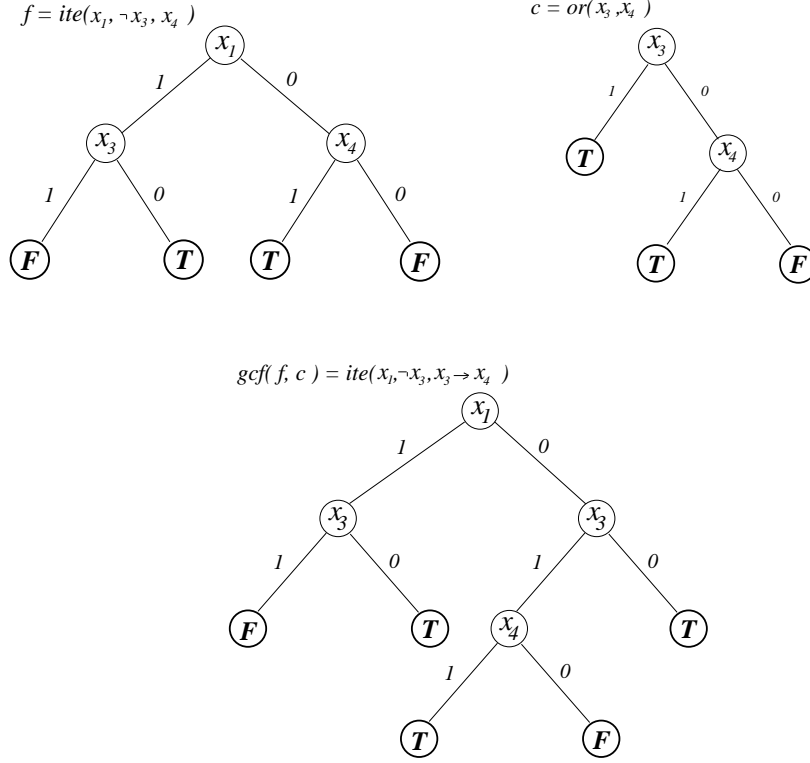 f = ite(x₁, ¬x₃, x₄ )
c = or(x₃ ,x₄ )
x₁
x₃
1
0
1
0
x₃
x₄
T
x₄
1
0
1
0
1
0
F
T
T
F
T
F
gcf( f, c ) = ite(x₁,¬x₃,x₃→x₄ )
x₁
1
0
x₃
x₃
1
0
1
0
F
T
x₄
T
1
0
T
F